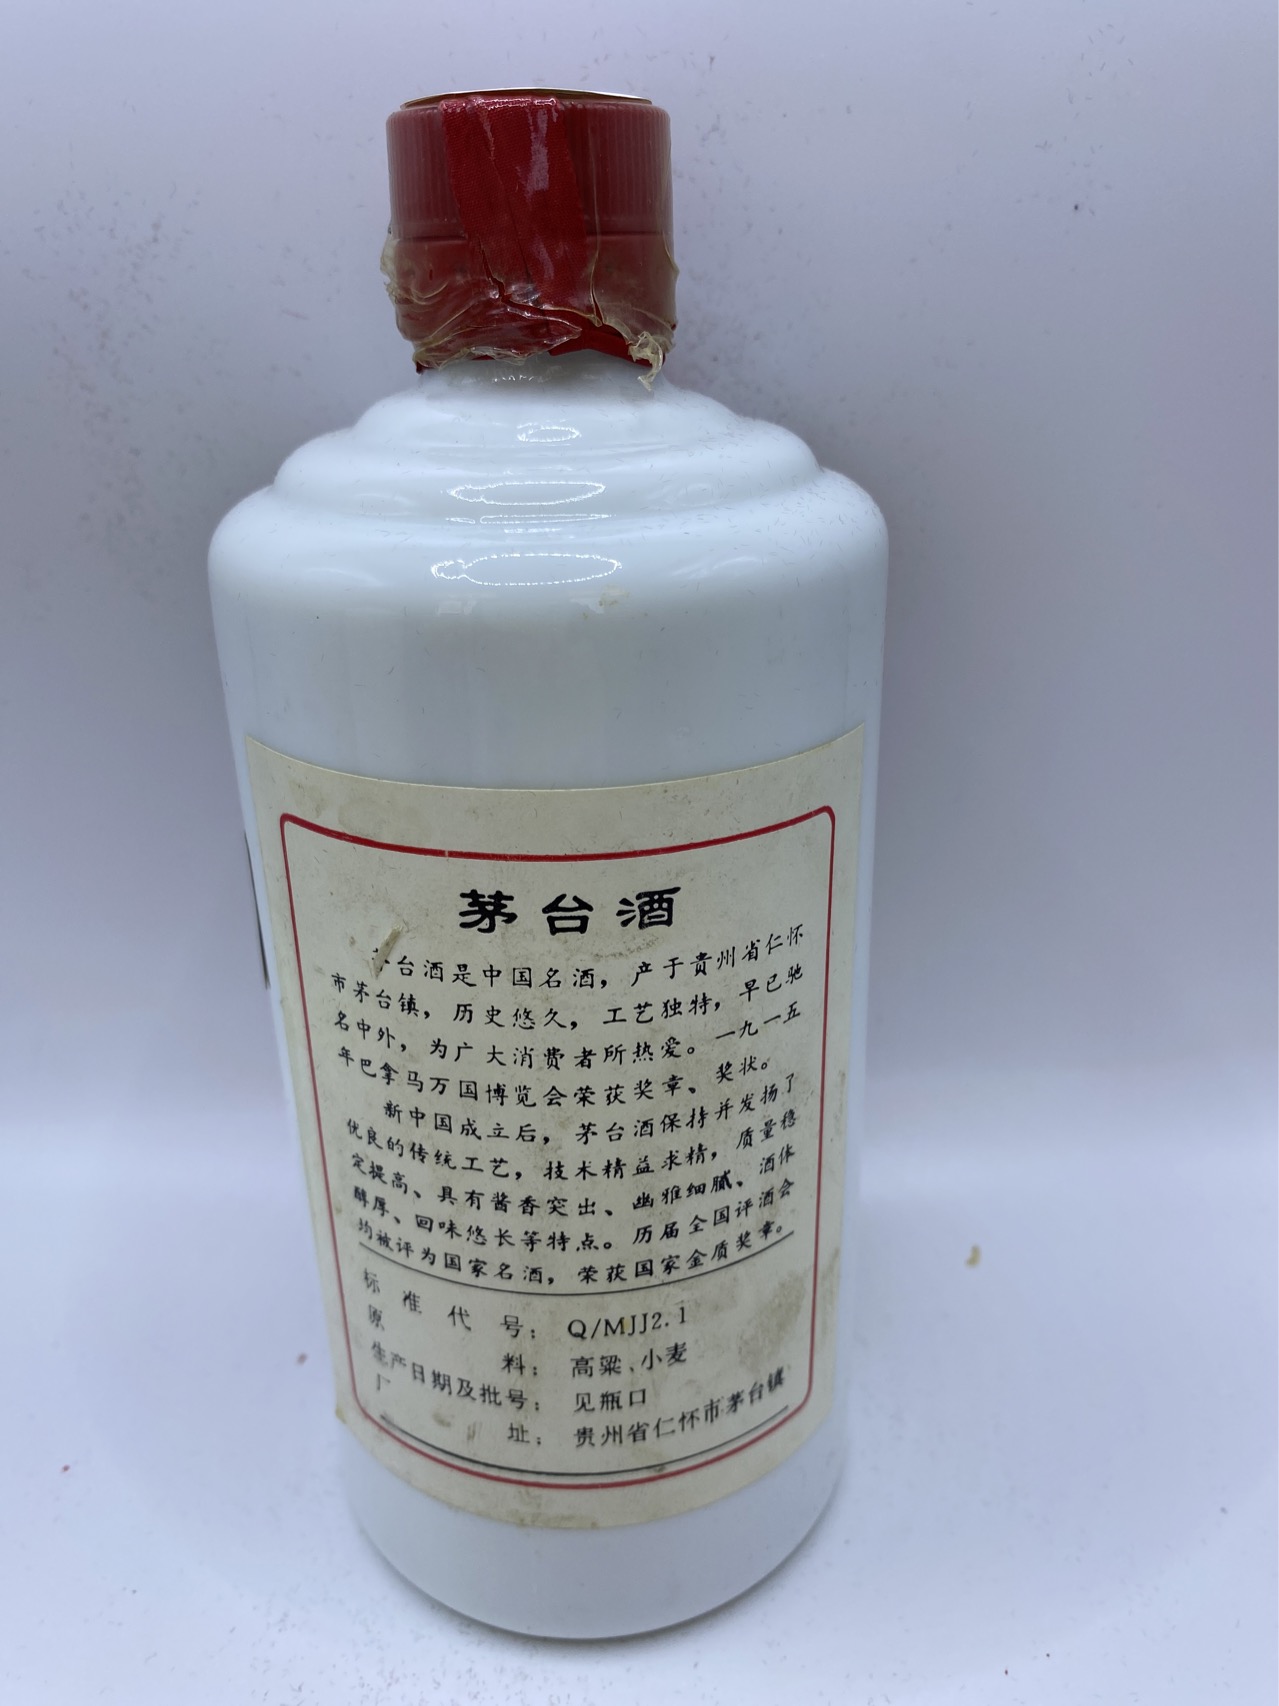 茅台酒
茅台酒是中国名酒，产于贵州省仁怀
市茅台镇，历史悠久，工艺独特，早已驰
名中外，为广大消费者所热爱。一九一五
年巴拿马万国博览会荣获奖章、奖状。
新中国成立后，茅台酒保持并发扬了
优良的传统工艺，技术精益求精，质量稳
定提高、具有酱香突出、幽雅细腻、酒体
醇厚、回味悠长等特点。历届全国评酒会
均被评为国家名酒，荣获国家金质奖章。
标准代号：Q/MJJ2.1
原料：高粱、小麦
生产日期及批号：见瓶口
厂址：贵州省仁怀市茅台镇